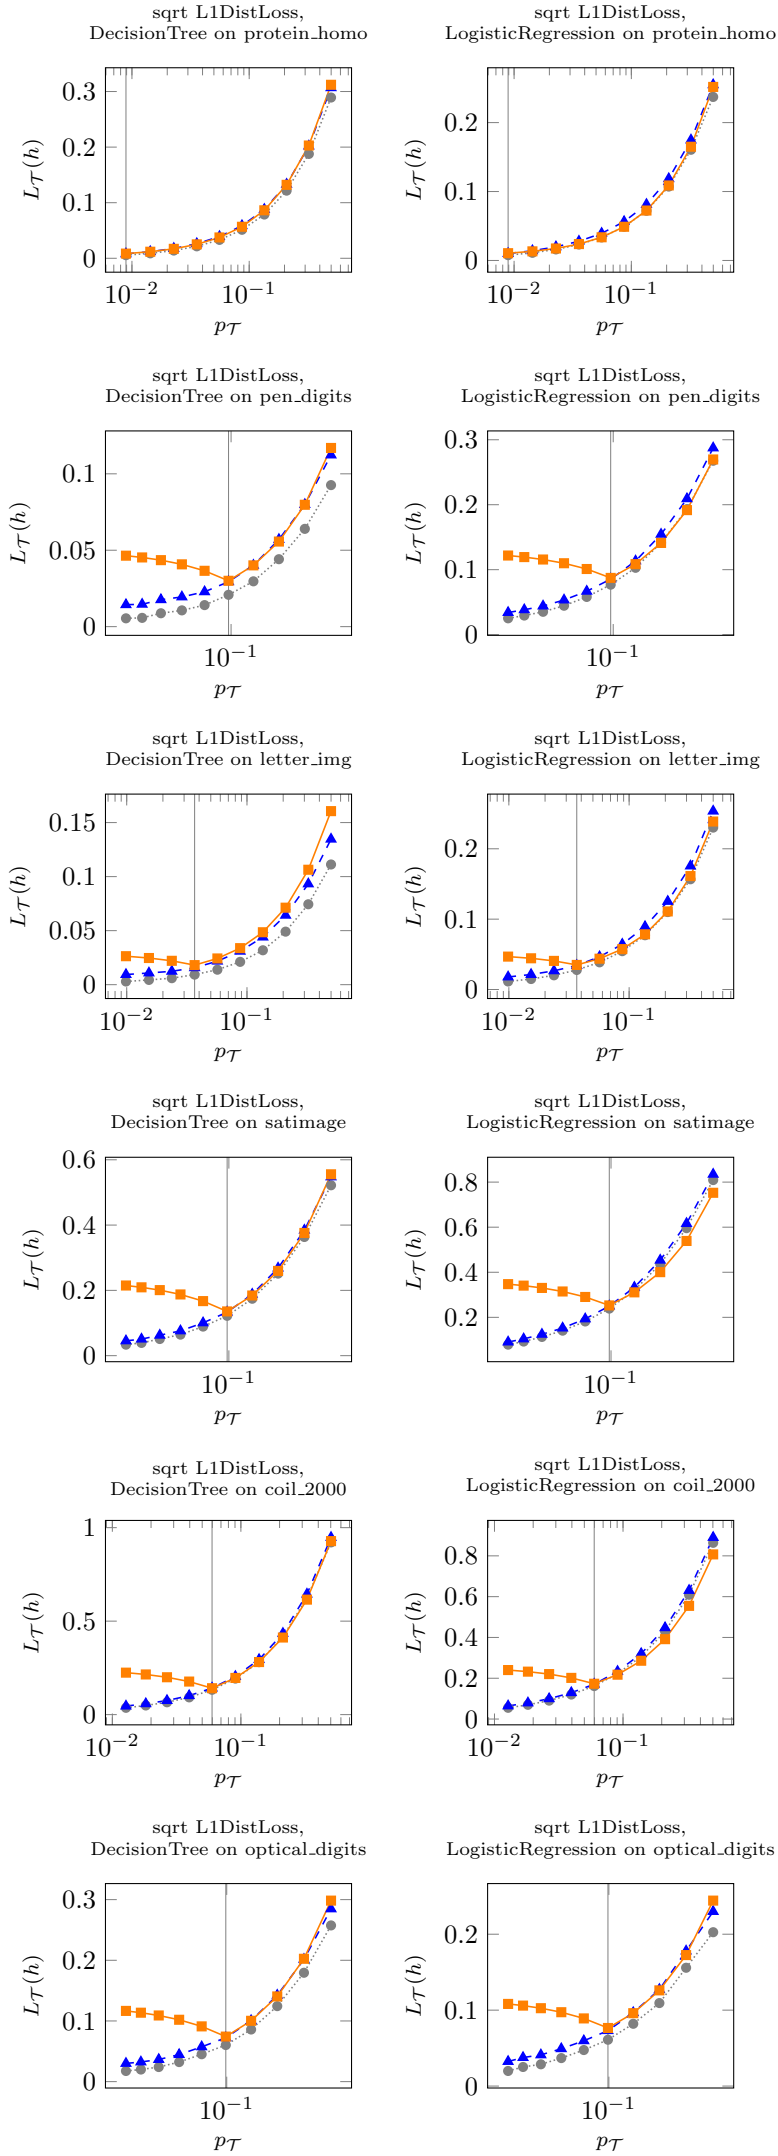 sqrt L1DistLoss,
DecisionTree on protein_homo
0.3
0.2
0.1
0
10⁻² 10⁻¹
L𝒯(h)
p𝒯
sqrt L1DistLoss,
LogisticRegression on protein_homo
0.2
0.1
0
10⁻² 10⁻¹
L𝒯(h)
p𝒯
sqrt L1DistLoss,
DecisionTree on pen_digits
0.1
0.05
0
10⁻¹
L𝒯(h)
p𝒯
sqrt L1DistLoss,
LogisticRegression on pen_digits
0.3
0.2
0.1
0
10⁻¹
L𝒯(h)
p𝒯
sqrt L1DistLoss,
DecisionTree on letter_img
0.15
0.1
0.05
0
10⁻² 10⁻¹
L𝒯(h)
p𝒯
sqrt L1DistLoss,
LogisticRegression on letter_img
0.2
0.1
0
10⁻² 10⁻¹
L𝒯(h)
p𝒯
sqrt L1DistLoss,
DecisionTree on satimage
0.6
0.4
0.2
0
10⁻¹
L𝒯(h)
p𝒯
sqrt L1DistLoss,
LogisticRegression on satimage
0.8
0.6
0.4
0.2
10⁻¹
L𝒯(h)
p𝒯
sqrt L1DistLoss,
DecisionTree on coil_2000
1
0.5
0
10⁻² 10⁻¹
L𝒯(h)
p𝒯
sqrt L1DistLoss,
LogisticRegression on coil_2000
0.8
0.6
0.4
0.2
0
10⁻² 10⁻¹
L𝒯(h)
p𝒯
sqrt L1DistLoss,
DecisionTree on optical_digits
0.3
0.2
0.1
0
10⁻¹
L𝒯(h)
p𝒯
sqrt L1DistLoss,
LogisticRegression on optical_digits
0.2
0.1
0
10⁻¹
L𝒯(h)
p𝒯